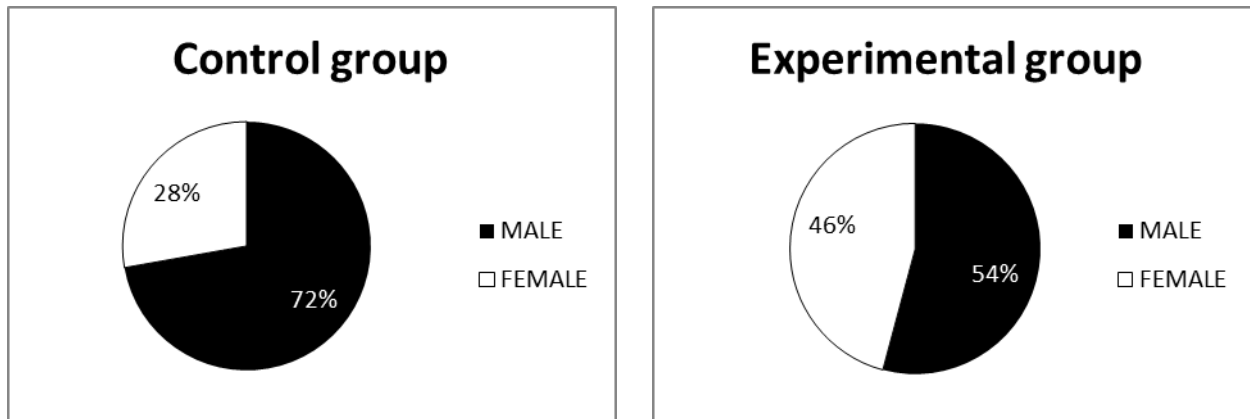 Control group
28%
72%
MALE
FEMALE
Experimental group
46%
54%
MALE
FEMALE